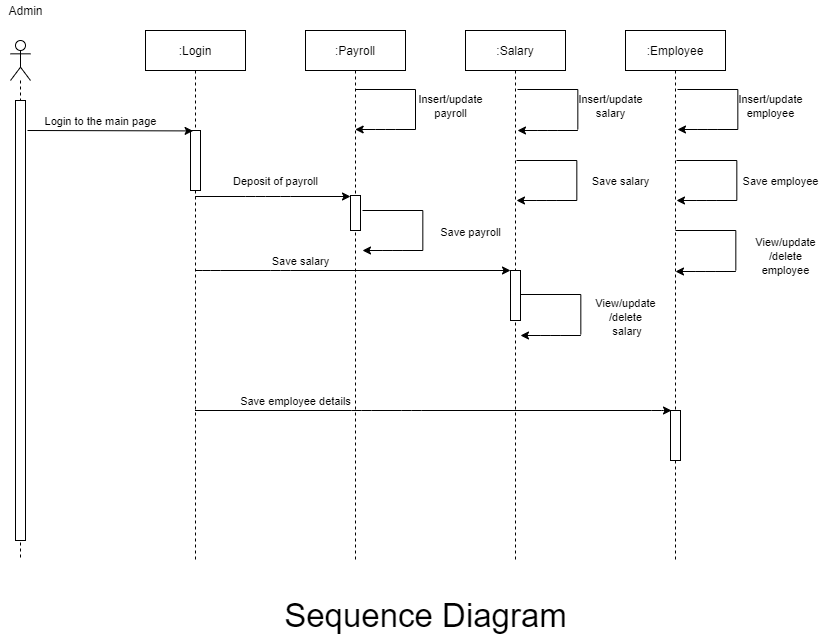 Admin
:Login
:Payroll
:Salary
:Employee
Insert/update
payroll
Insert/update
salary
Insert/update
employee
Login to the main page
Deposit of payroll
Save salary
Save employee
Save payroll
View/update
/delete
employee
Save salary
View/update
/delete
salary
Save employee details
Sequence Diagram